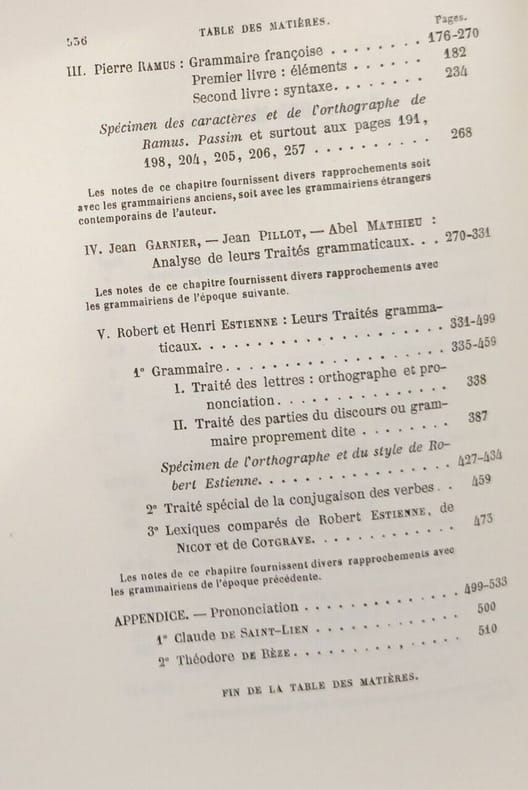 536
TABLE DES MATIÈRES.
Pages.
III. Pierre RAMUS : Grammaire françoise . . . . . . . . 176-270
Premier livre : éléments . . . . . . 182
Second livre : syntaxe. . . . . . . . 234
Spécimen des caractères et de l'orthographe de
Ramus. Passim et surtout aux pages 191,
198, 204, 205, 206, 257 . . . . . . . . . . 268
Les notes de ce chapitre fournissent divers rapprochements soit
avec les grammairiens anciens, soit avec les grammairiens étrangers
contemporains de l'auteur.
IV. Jean GARNIER, — Jean PILLOT, — Abel MATHIEU :
Analyse de leurs Traités grammaticaux. . . 270-331
Les notes de ce chapitre fournissent divers rapprochements avec
les grammairiens de l'époque suivante.
V. Robert et Henri ESTIENNE : Leurs Traités gramma-
ticaux. . . . . . . . . . . . . . . . . . . 331-499
1° Grammaire . . . . . . . . . . . . . . . . . 335-459
I. Traité des lettres : orthographe et pro-
nonciation . . . . . . . . . . . . . . 338
II. Traité des parties du discours ou gram-
maire proprement dite . . . . . . . . 387
Spécimen de l'orthographe et du style de Ro-
bert Estienne. . . . . . . . . . . . . . . 427-434
2° Traité spécial de la conjugaison des verbes . . 459
3° Lexiques comparés de Robert ESTIENNE, de
NICOT et de COTGRAVE. . . . . . . . . . . . 473
Les notes de ce chapitre fournissent divers rapprochements avec
les grammairiens de l'époque précédente.
APPENDICE. — Prononciation . . . . . . . . . . . . . 499-533
1° Claude DE SAINT-LIEN . . . . . . . . . . . . 500
2° Théodore DE BÈZE. . . . . . . . . . . . . . 510
FIN DE LA TABLE DES MATIÈRES.